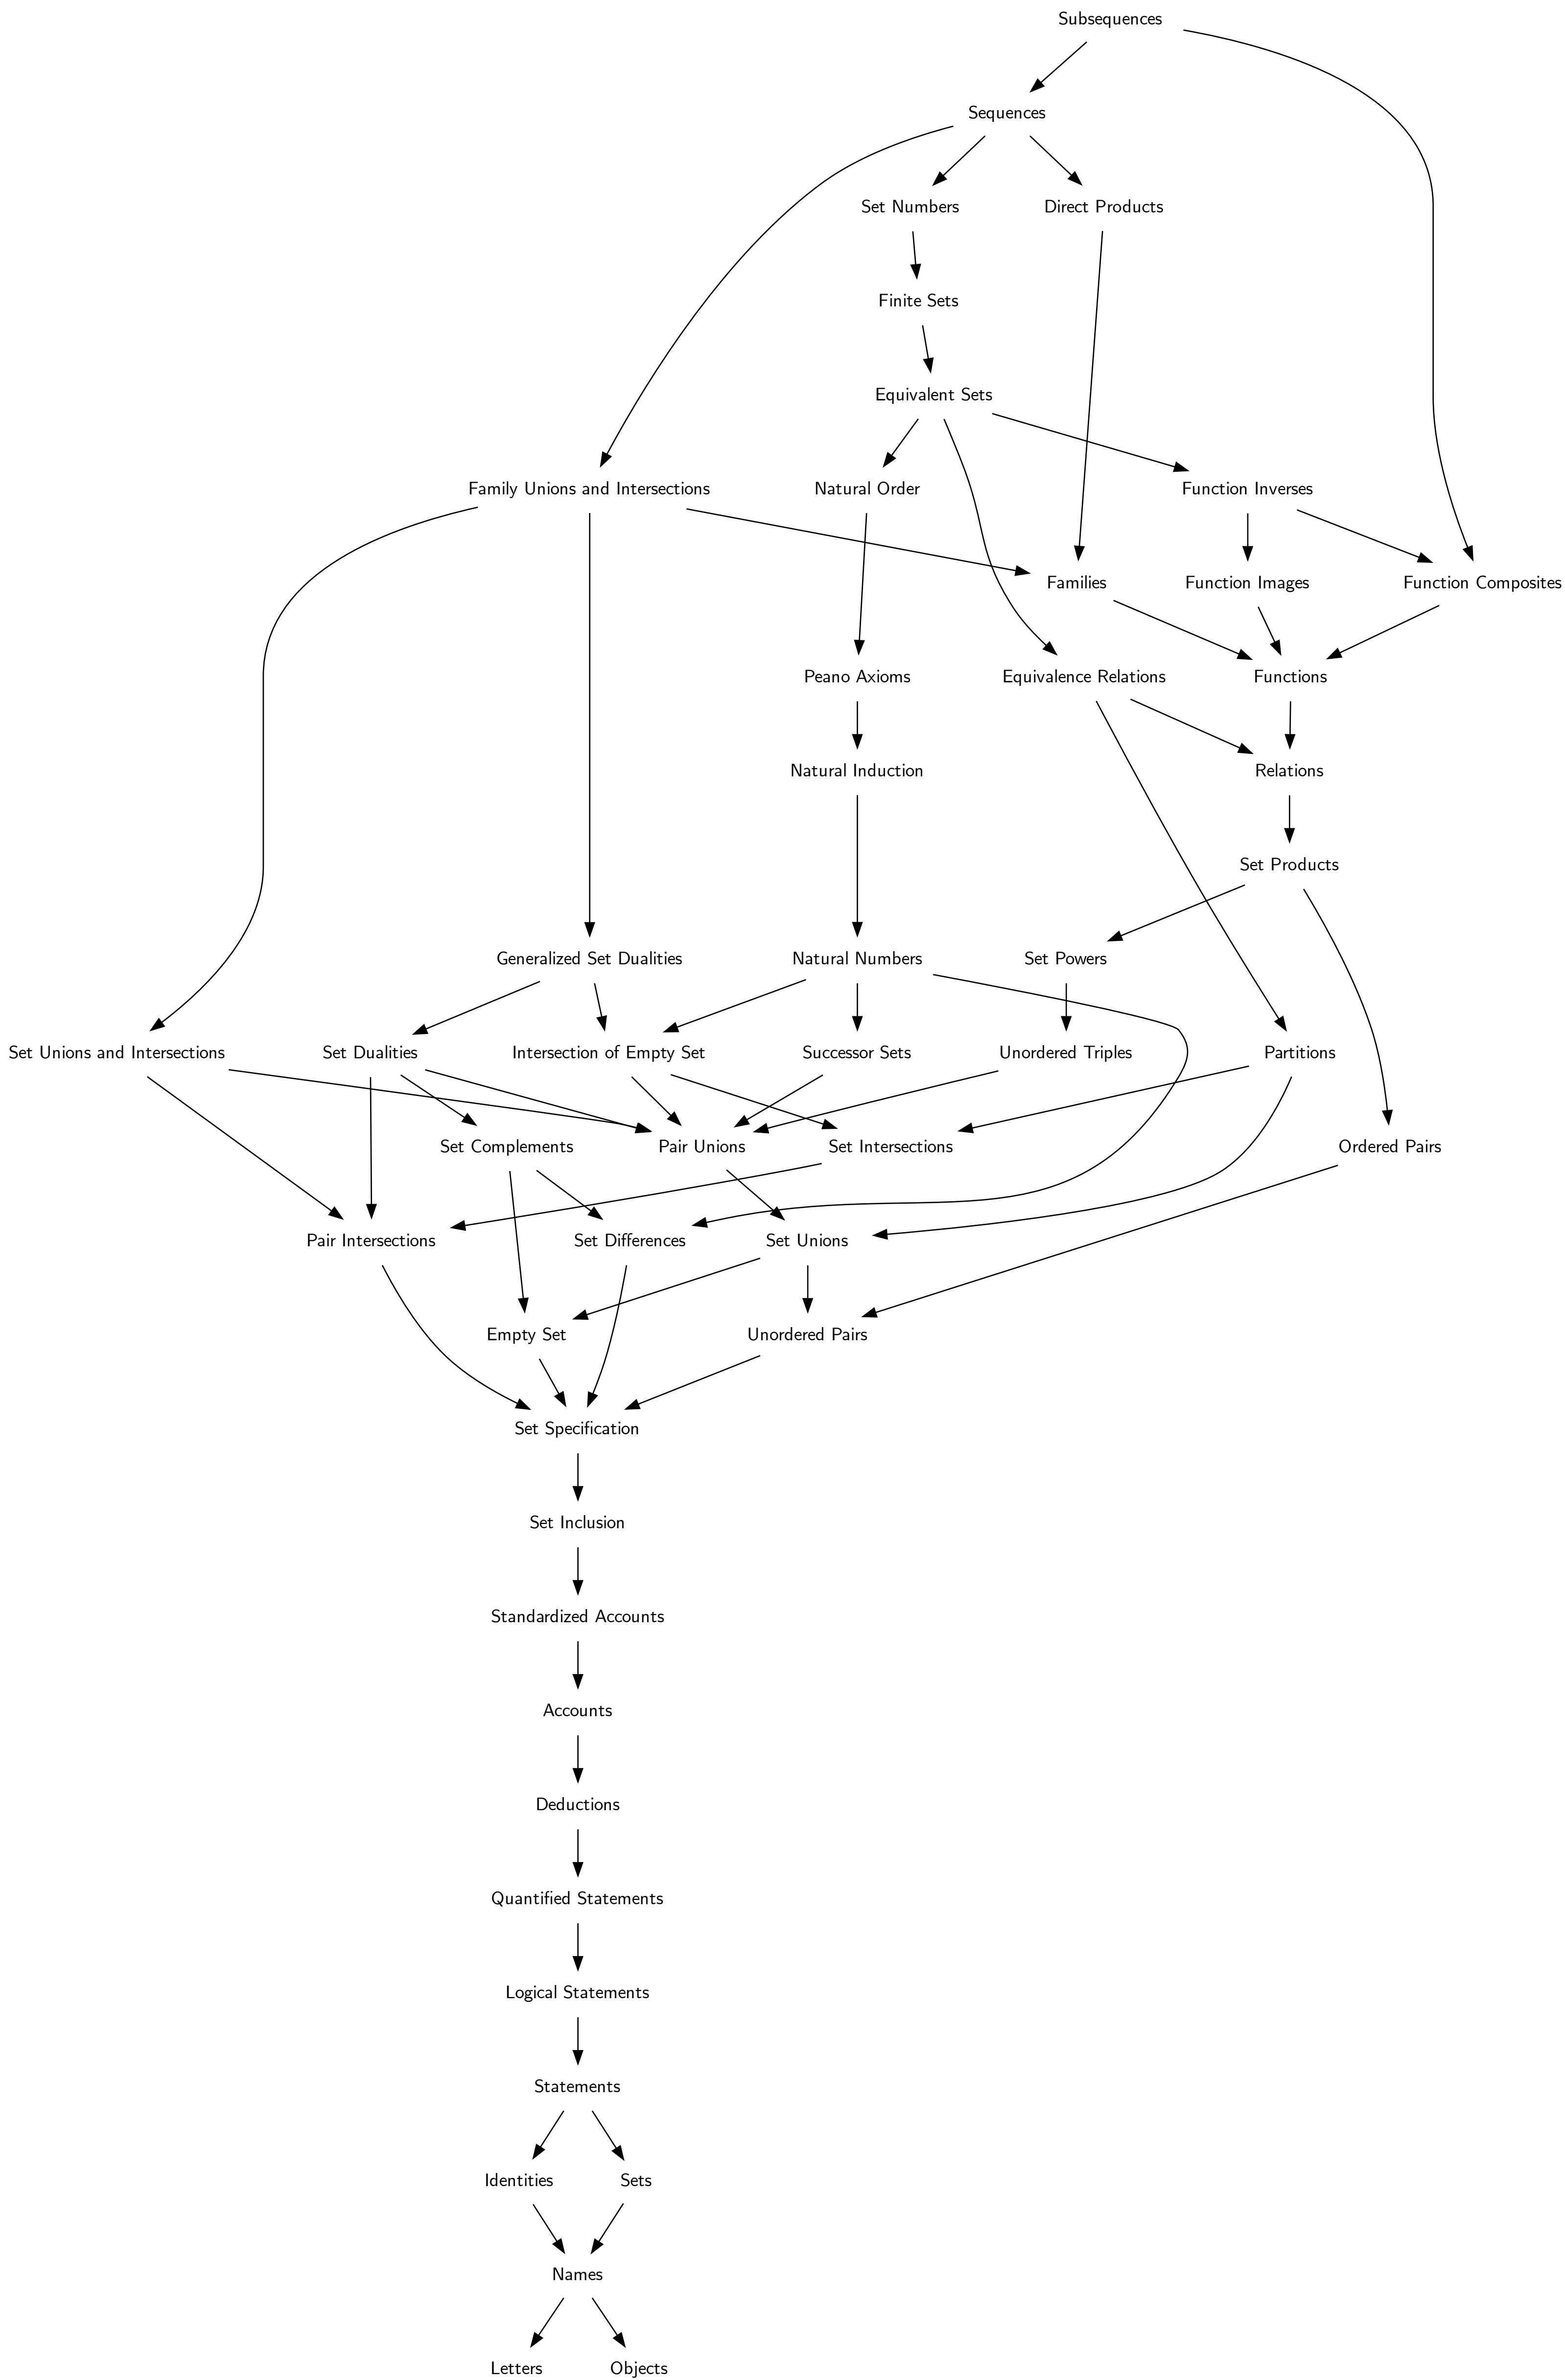 Subsequences
Sequences
Set Numbers
Direct Products
Finite Sets
Equivalent Sets
Family Unions and Intersections
Natural Order
Function Inverses
Families
Function Images
Function Composites
Peano Axioms
Equivalence Relations
Functions
Natural Induction
Relations
Set Products
Generalized Set Dualities
Natural Numbers
Set Powers
Set Unions and Intersections
Set Dualities
Intersection of Empty Set
Successor Sets
Unordered Triples
Partitions
Set Complements
Pair Unions
Set Intersections
Ordered Pairs
Pair Intersections
Set Differences
Set Unions
Empty Set
Unordered Pairs
Set Specification
Set Inclusion
Standardized Accounts
Accounts
Deductions
Quantified Statements
Logical Statements
Statements
Identities
Sets
Names
Letters
Objects